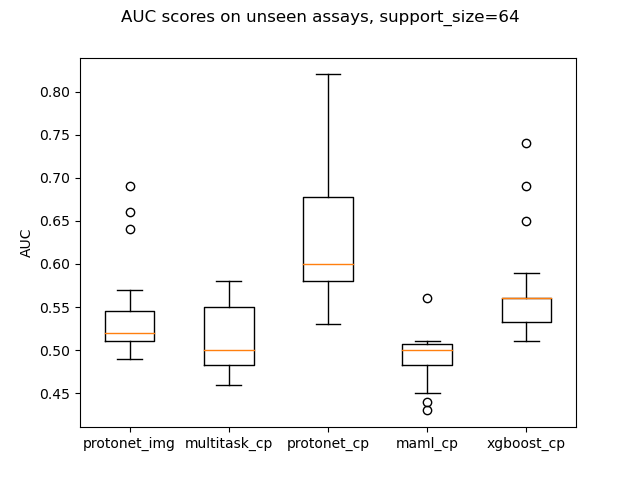 AUC scores on unseen assays, support_size=64
0.80
0.75
0.70
0.65
0.60
0.55
0.50
0.45
AUC
protonet_img multitask_cp protonet_cp maml_cp xgboost_cp